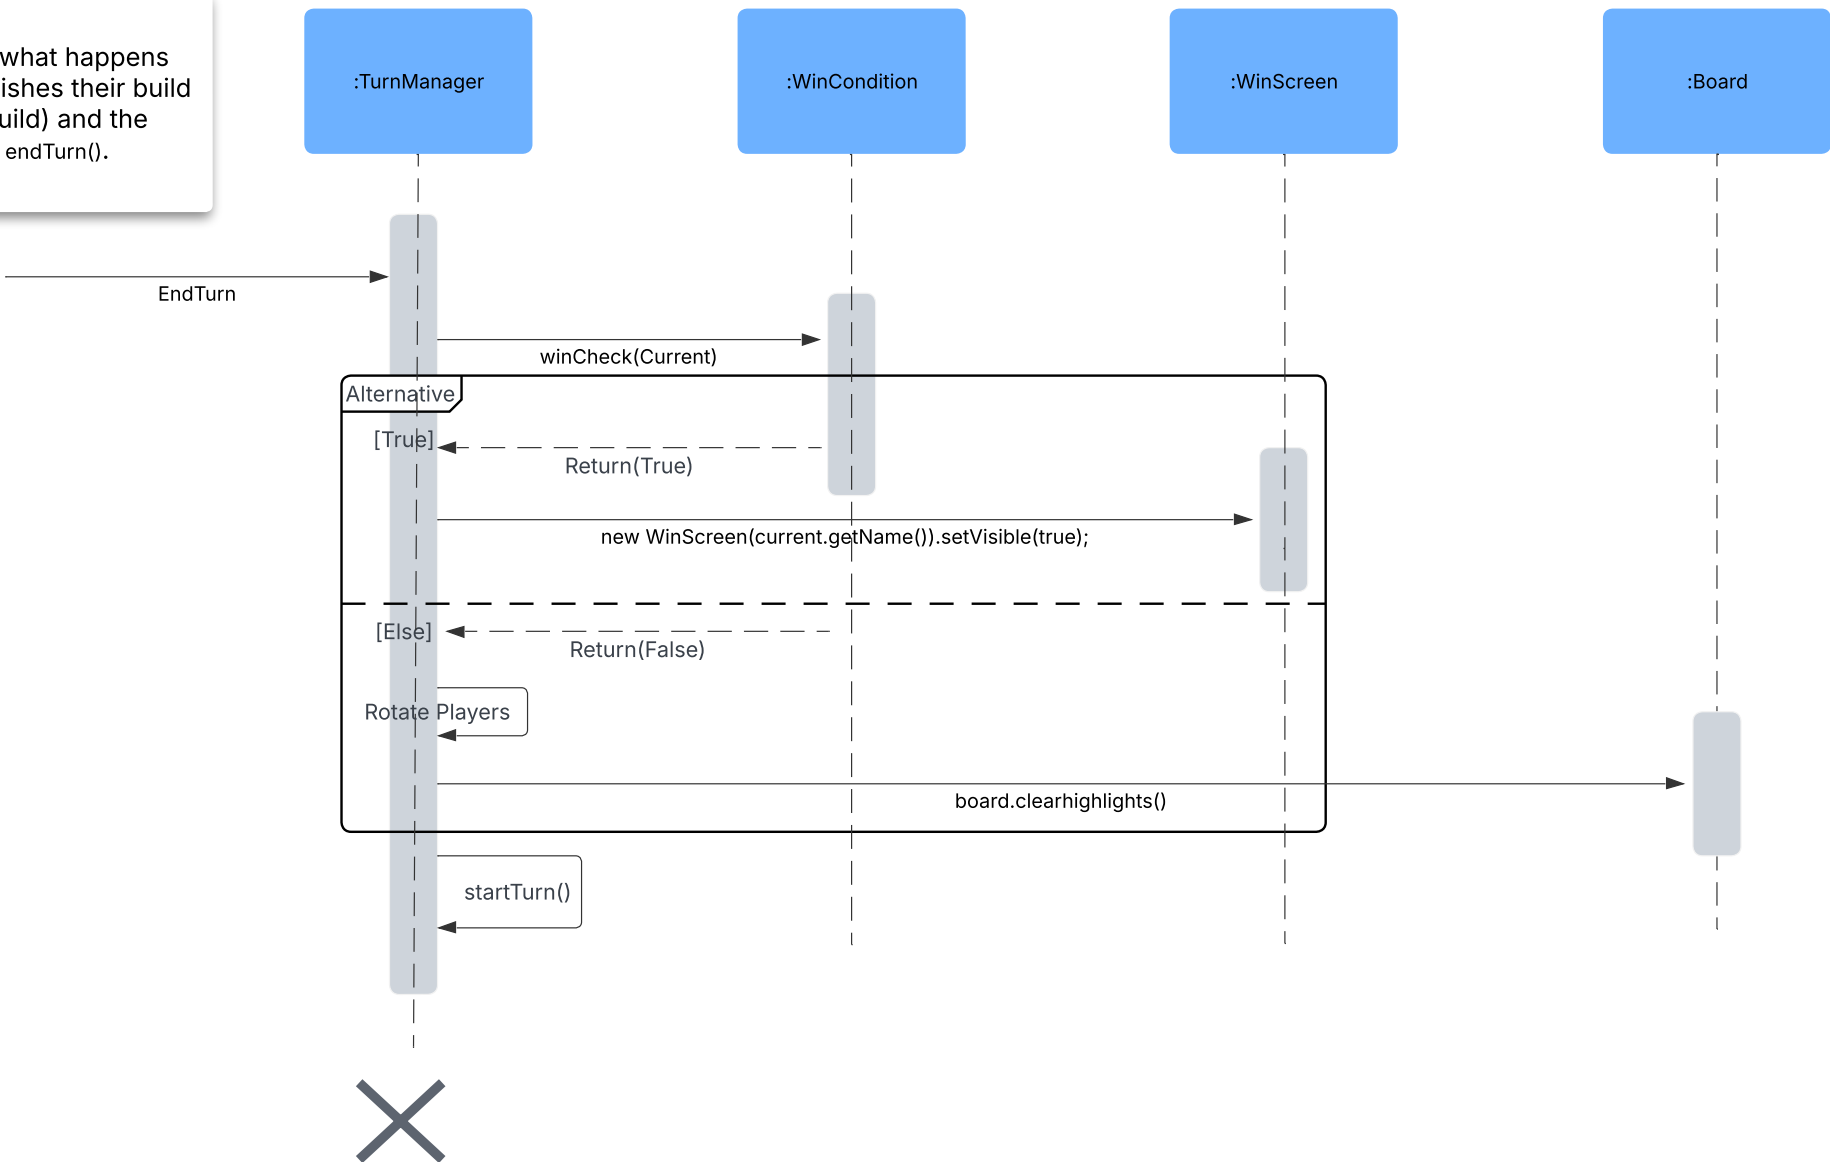 what happens
ishes their build
uild) and the
endTurn().
:TurnManager
:WinCondition
:WinScreen
:Board
EndTurn
winCheck(Current)
Alternative
[True]
Return(True)
new WinScreen(current.getName()).setVisible(true);
[Else]
Return(False)
Rotate Players
board.clearhighlights()
startTurn()